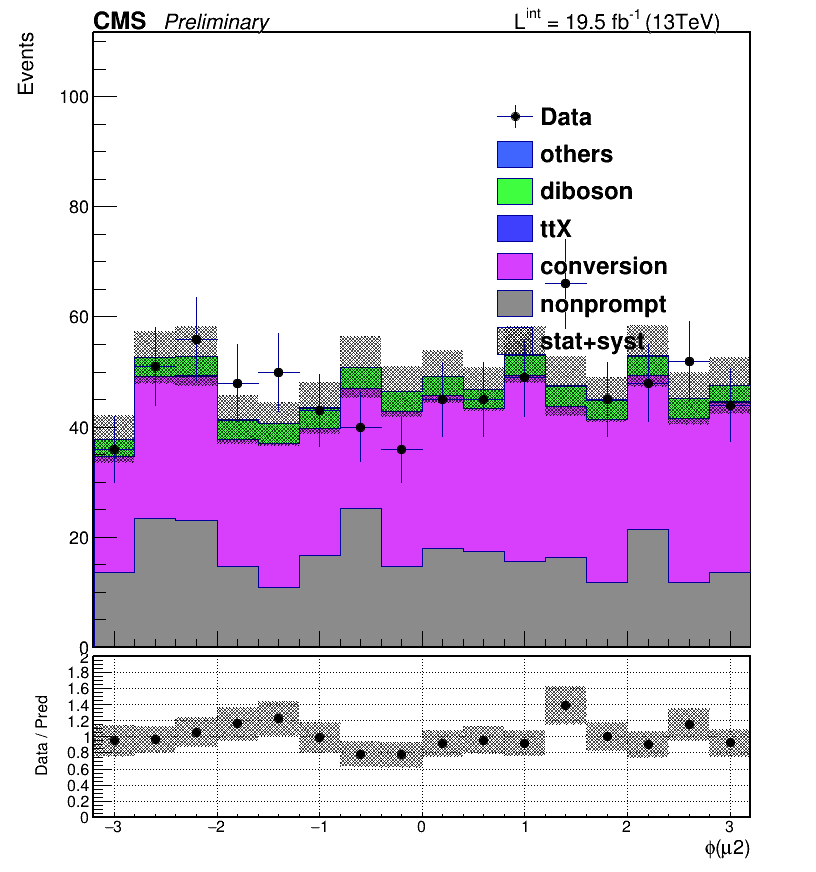 CMS Preliminary
L^int = 19.5 fb^-1 (13TeV)
Events
100
80
60
40
20
0
Data
others
diboson
ttX
conversion
nonprompt
stat+syst
Data / Pred
2
1.8
1.6
1.4
1.2
1
0.8
0.6
0.4
0.2
0
−3 −2 −1 0 1 2 3
ϕ(μ2)